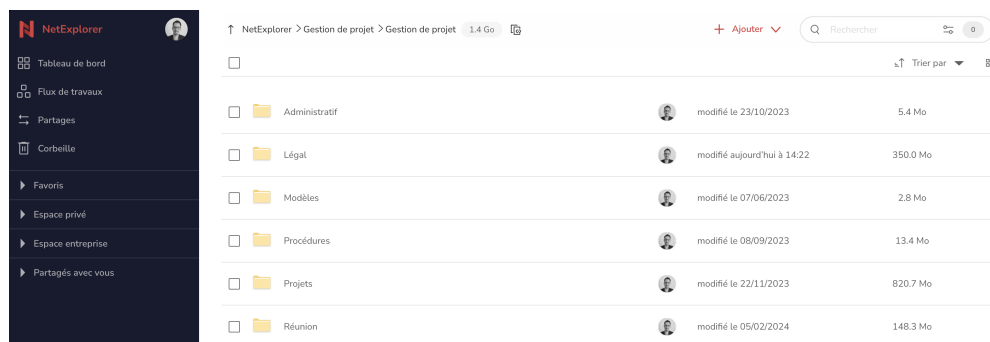 NetExplorer
Tableau de bord
Flux de travaux
Partages
Corbeille
Favoris
Espace privé
Espace entreprise
Partagés avec vous
NetExplorer > Gestion de projet > Gestion de projet 1.4 Go
Ajouter
Rechercher 0
Trier par
Administratif modifié le 23/10/2023 5.4 Mo
Légal modifié aujourd'hui à 14:22 350.0 Mo
Modèles modifié le 07/06/2023 2.8 Mo
Procédures modifié le 08/09/2023 13.4 Mo
Projets modifié le 22/11/2023 820.7 Mo
Réunion modifié le 05/02/2024 148.3 Mo